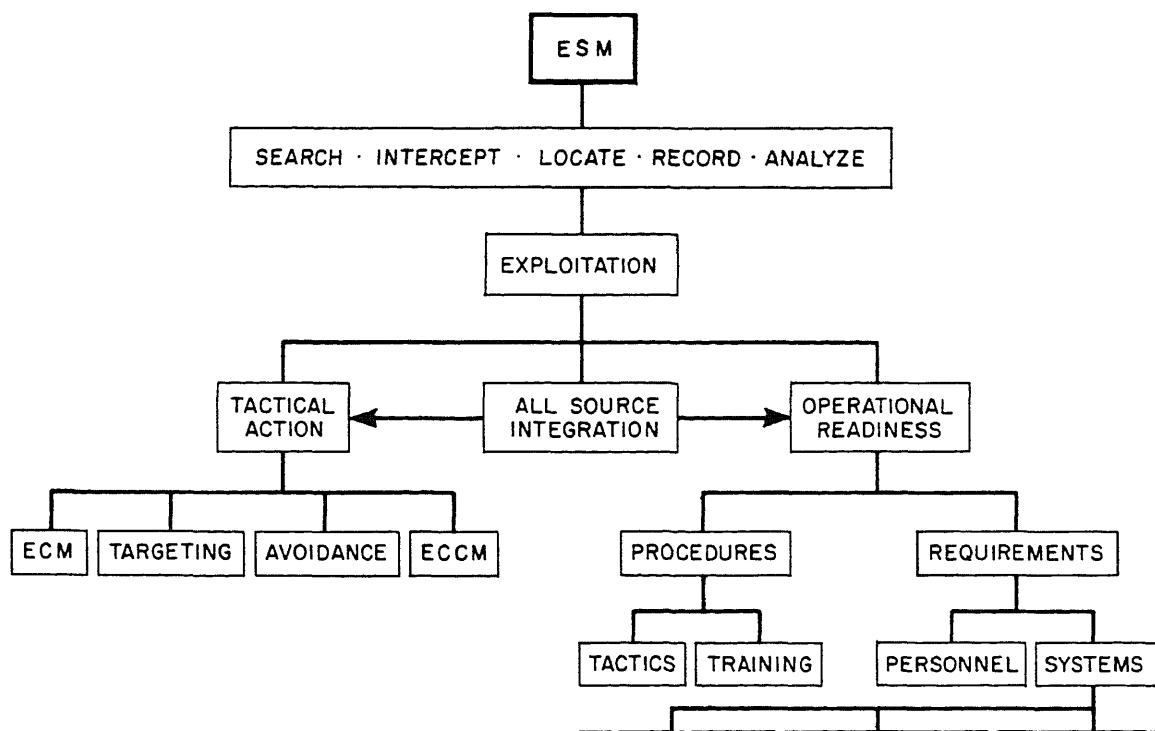 ESM
SEARCH · INTERCEPT · LOCATE · RECORD · ANALYZE
EXPLOITATION
TACTICAL
ACTION
ALL SOURCE
INTEGRATION
OPERATIONAL
READINESS
ECM
TARGETING
AVOIDANCE
ECCM
PROCEDURES
REQUIREMENTS
TACTICS
TRAINING
PERSONNEL
SYSTEMS